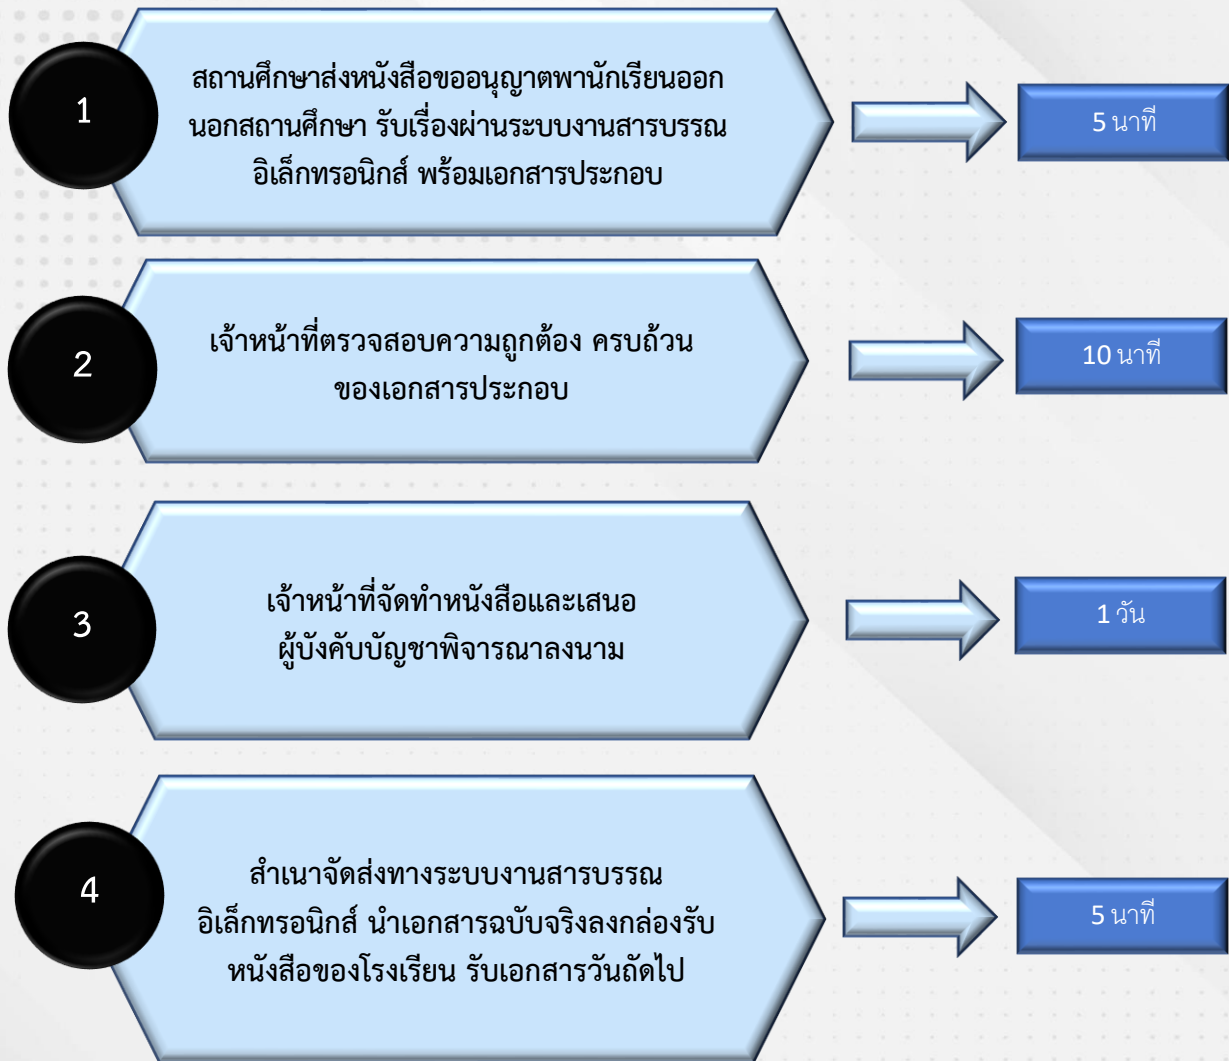 1
สถานศึกษาส่งหนังสือขออนุญาตพานักเรียนออก
นอกสถานศึกษา รับเรื่องผ่านระบบงานสารบรรณ
อิเล็กทรอนิกส์ พร้อมเอกสารประกอบ
5 นาที
2
เจ้าหน้าที่ตรวจสอบความถูกต้อง ครบถ้วน
ของเอกสารประกอบ
10 นาที
3
เจ้าหน้าที่จัดทำหนังสือและเสนอ
ผู้บังคับบัญชาพิจารณาลงนาม
1 วัน
4
สำเนาจัดส่งทางระบบงานสารบรรณ
อิเล็กทรอนิกส์ นำเอกสารฉบับจริงลงกล่องรับ
หนังสือของโรงเรียน รับเอกสารวันถัดไป
5 นาที